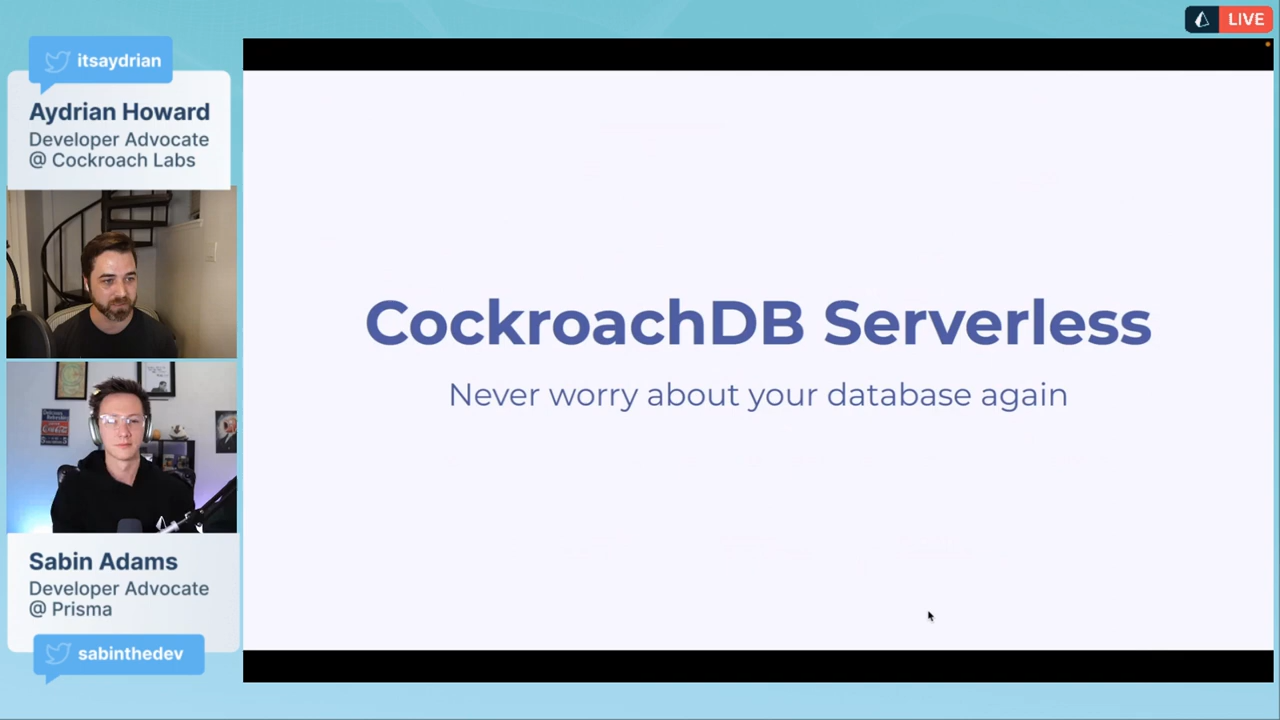 LIVE
itsaydrian
Aydrian Howard
Developer Advocate
@ Cockroach Labs
CockroachDB Serverless
Never worry about your database again
Sabin Adams
Developer Advocate
@ Prisma
sabinthedev